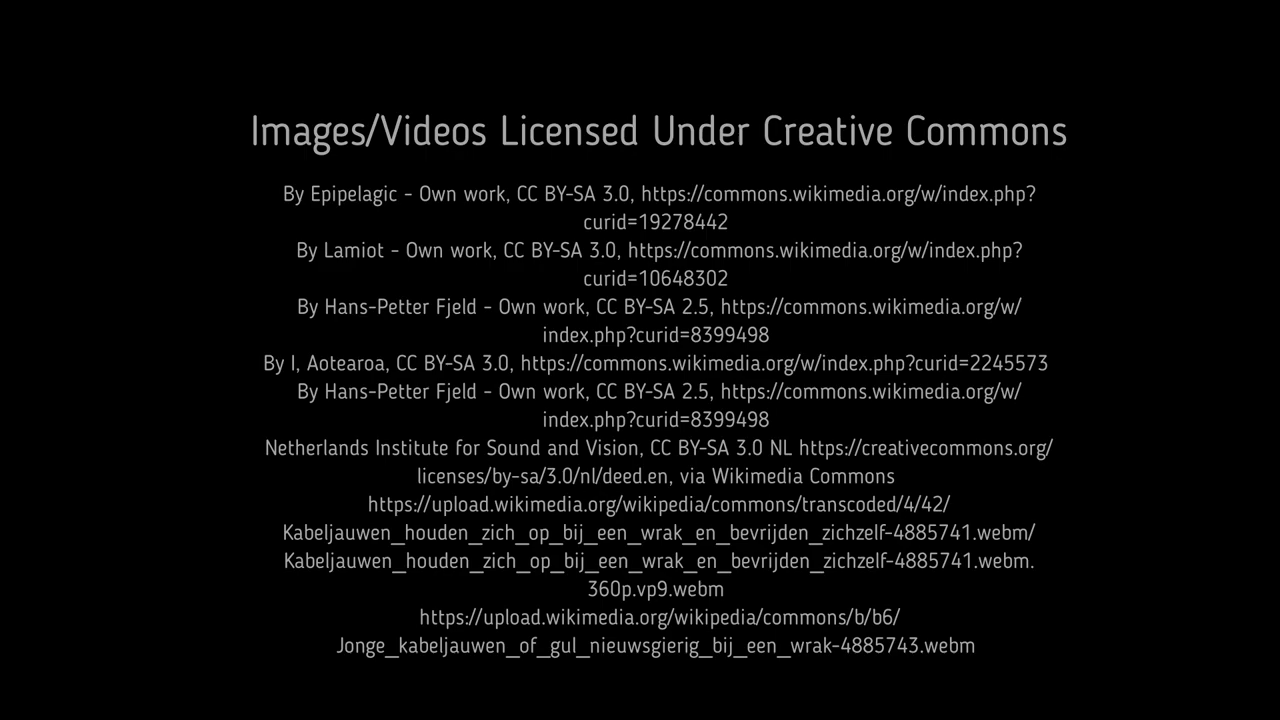 Images/Videos Licensed Under Creative Commons
By Epipelagic - Own work, CC BY-SA 3.0, https://commons.wikimedia.org/w/index.php?
curid=19278442
By Lamiot - Own work, CC BY-SA 3.0, https://commons.wikimedia.org/w/index.php?
curid=10648302
By Hans-Petter Fjeld - Own work, CC BY-SA 2.5, https://commons.wikimedia.org/w/
index.php?curid=8399498
By I, Aotearoa, CC BY-SA 3.0, https://commons.wikimedia.org/w/index.php?curid=2245573
By Hans-Petter Fjeld - Own work, CC BY-SA 2.5, https://commons.wikimedia.org/w/
index.php?curid=8399498
Netherlands Institute for Sound and Vision, CC BY-SA 3.0 NL https://creativecommons.org/
licenses/by-sa/3.0/nl/deed.en, via Wikimedia Commons
https://upload.wikimedia.org/wikipedia/commons/transcoded/4/42/
Kabeljauwen_houden_zich_op_bij_een_wrak_en_bevrijden_zichzelf-4885741.webm/
Kabeljauwen_houden_zich_op_bij_een_wrak_en_bevrijden_zichzelf-4885741.webm.
360p.vp9.webm
https://upload.wikimedia.org/wikipedia/commons/b/b6/
Jonge_kabeljauwen_of_gul_nieuwsgierig_bij_een_wrak-4885743.webm